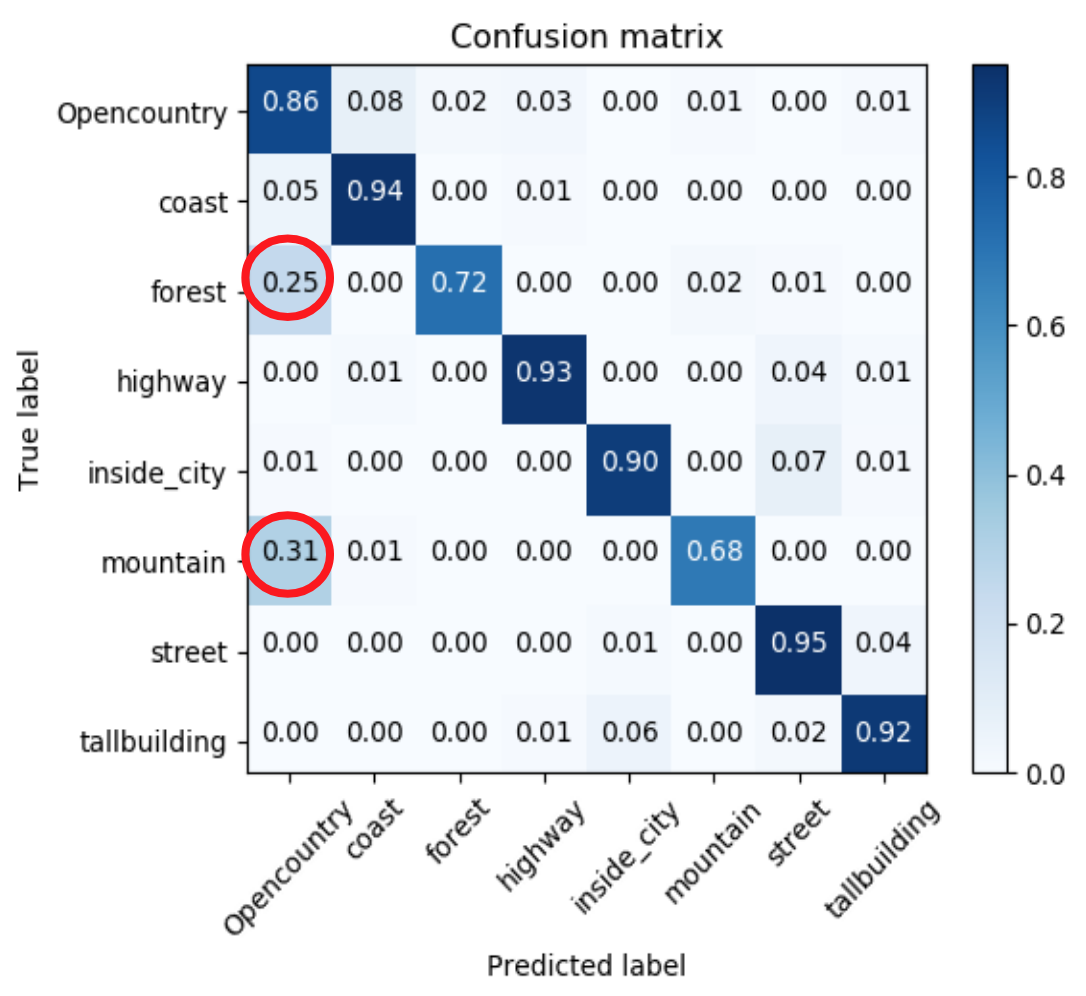 Confusion matrix
Opencountry 0.86 0.08 0.02 0.03 0.00 0.01 0.00 0.01
coast 0.05 0.94 0.00 0.01 0.00 0.00 0.00 0.00
forest 0.25 0.00 0.72 0.00 0.00 0.02 0.01 0.00
highway 0.00 0.01 0.00 0.93 0.00 0.00 0.04 0.01
inside_city 0.01 0.00 0.00 0.00 0.90 0.00 0.07 0.01
mountain 0.31 0.01 0.00 0.00 0.00 0.68 0.00 0.00
street 0.00 0.00 0.00 0.00 0.01 0.00 0.95 0.04
tallbuilding 0.00 0.00 0.00 0.01 0.06 0.00 0.02 0.92
True label
Opencountry coast forest highway inside_city mountain street tallbuilding
Predicted label
0.8
0.6
0.4
0.2
0.0